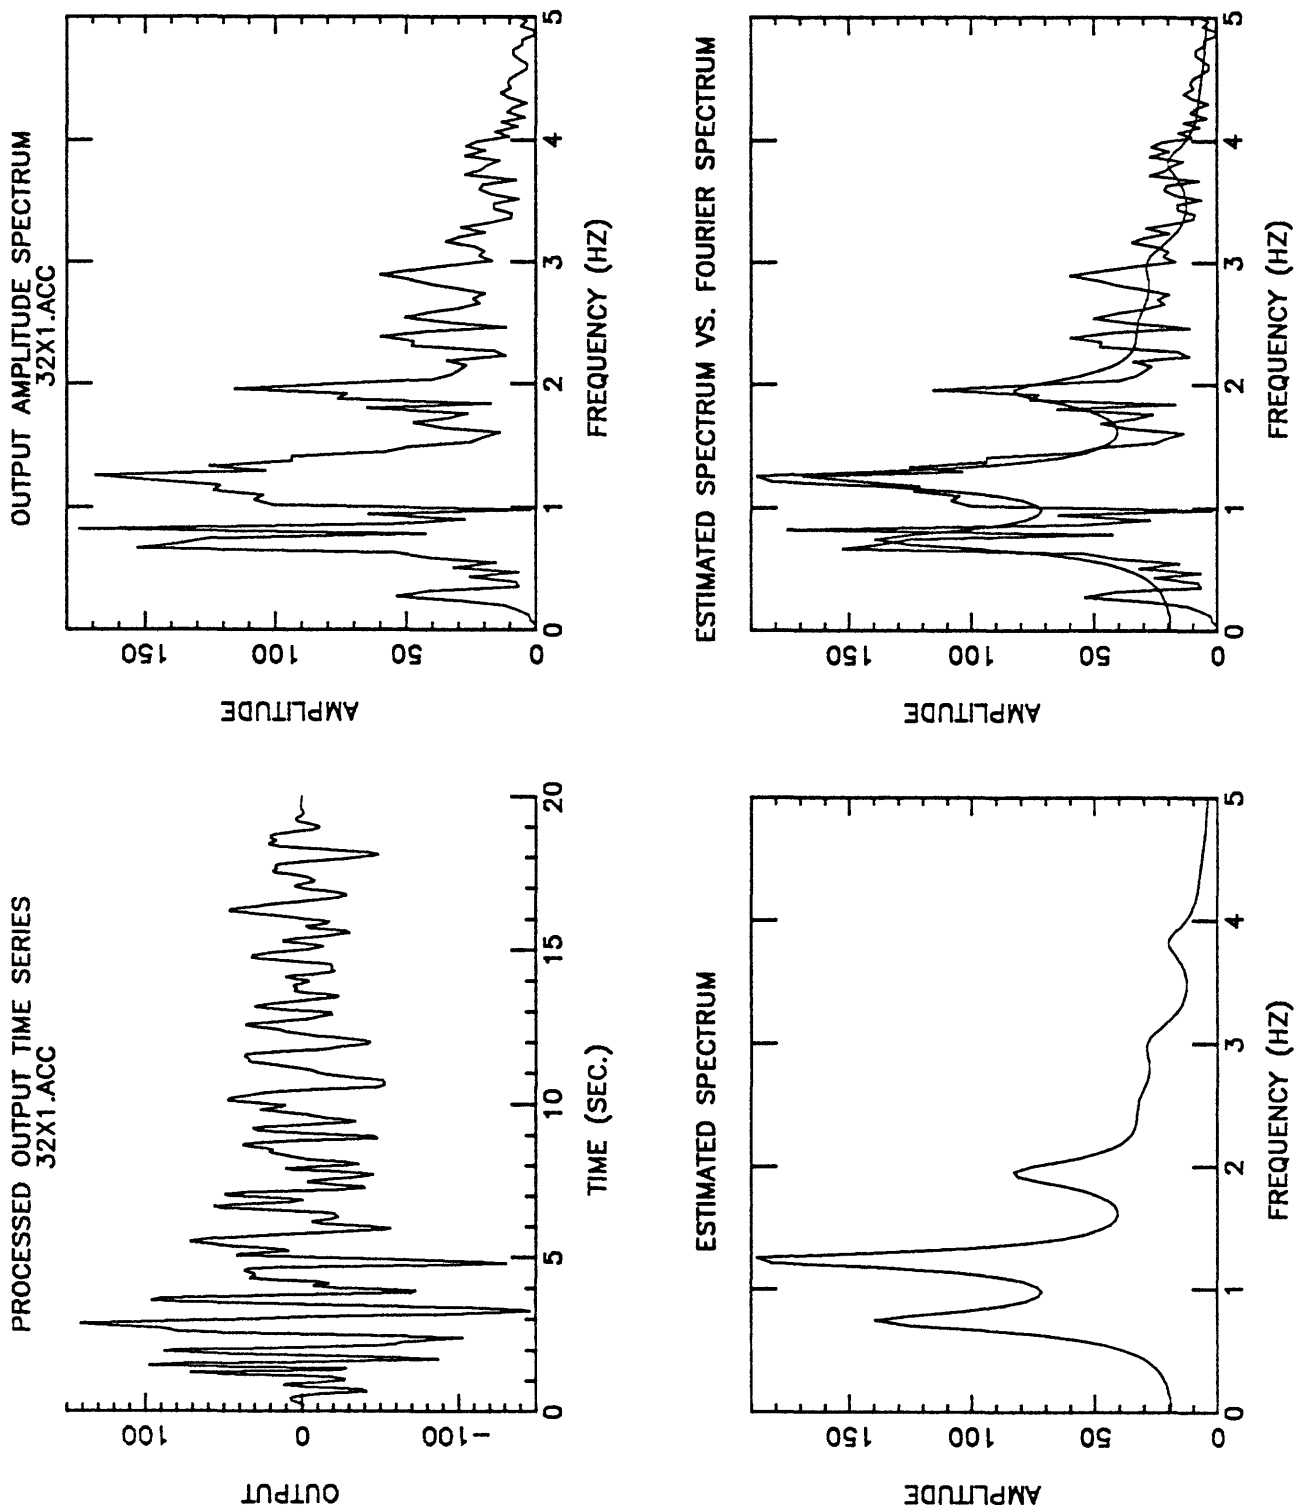 PROCESSED OUTPUT TIME SERIES
32X1.ACC
OUTPUT
100
0
-100
0
5
10
15
20
TIME (SEC.)
OUTPUT AMPLITUDE SPECTRUM
32X1.ACC
AMPLITUDE
150
100
50
0
0
1
2
3
4
5
FREQUENCY (HZ)
ESTIMATED SPECTRUM
AMPLITUDE
150
100
50
0
0
1
2
3
4
5
FREQUENCY (HZ)
ESTIMATED SPECTRUM VS. FOURIER SPECTRUM
AMPLITUDE
150
100
50
0
0
1
2
3
4
5
FREQUENCY (HZ)